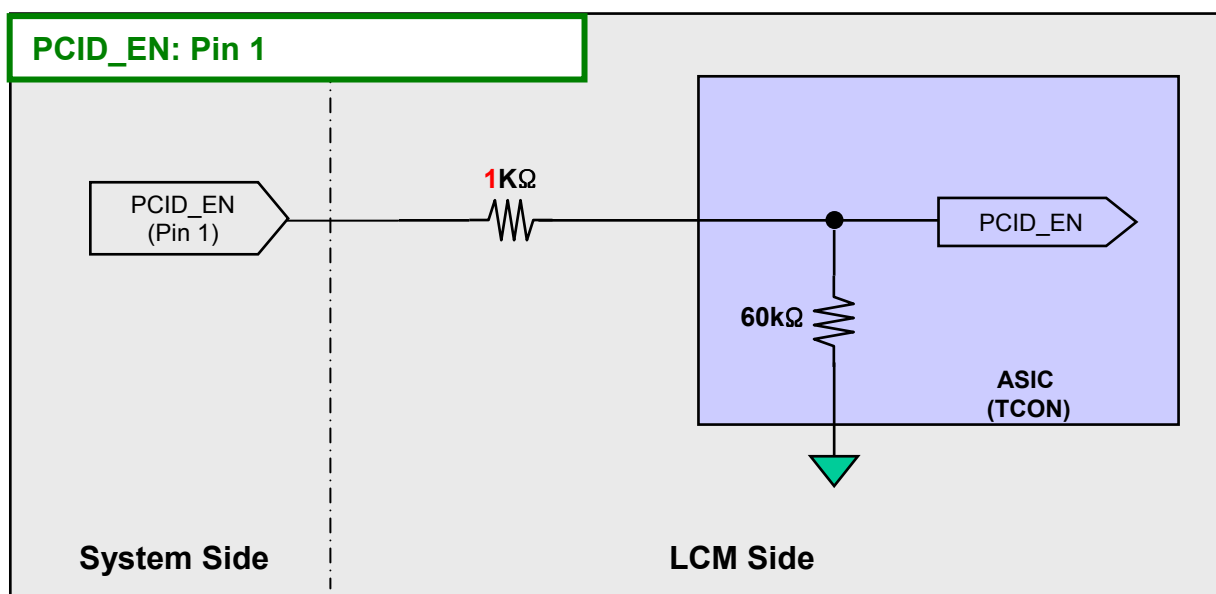 PCID_EN: Pin 1
1KΩ
PCID_EN
(Pin 1)
PCID_EN
60kΩ
ASIC
(TCON)
System Side
LCM Side